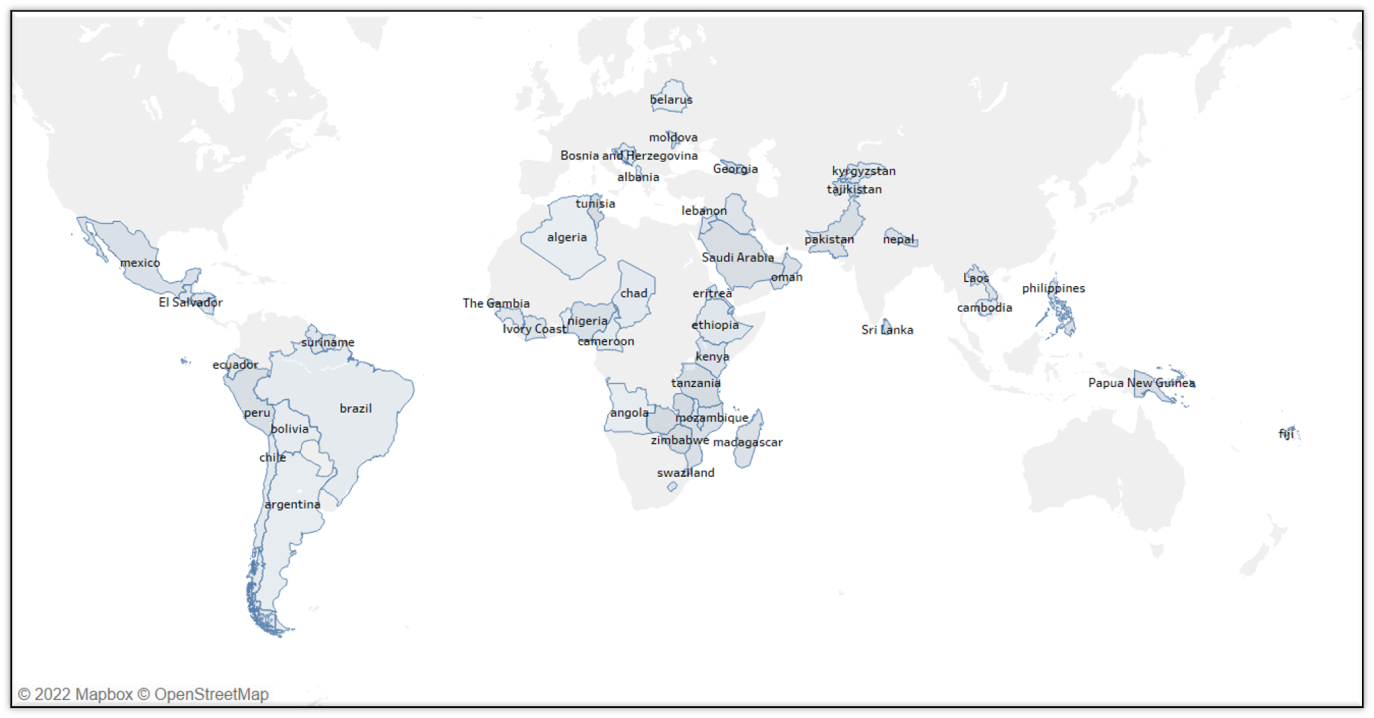 belarus
moldova
Bosnia and Herzegovina
Georgia
albania
kyrgyzstan
tajikistan
tunisia
lebanon
algeria
pakistan
nepal
Saudi Arabia
mexico
oman
Laos
philippines
chad
eritrea
El Salvador
The Gambia
cambodia
nigeria
ethiopia
Ivory Coast
Sri Lanka
suriname
cameroon
kenya
ecuador
tanzania
Papua New Guinea
brazil
peru
angola
mozambique
bolivia
fiji
zimbabwe
madagascar
chile
swaziland
argentina
© 2022 Mapbox © OpenStreetMap